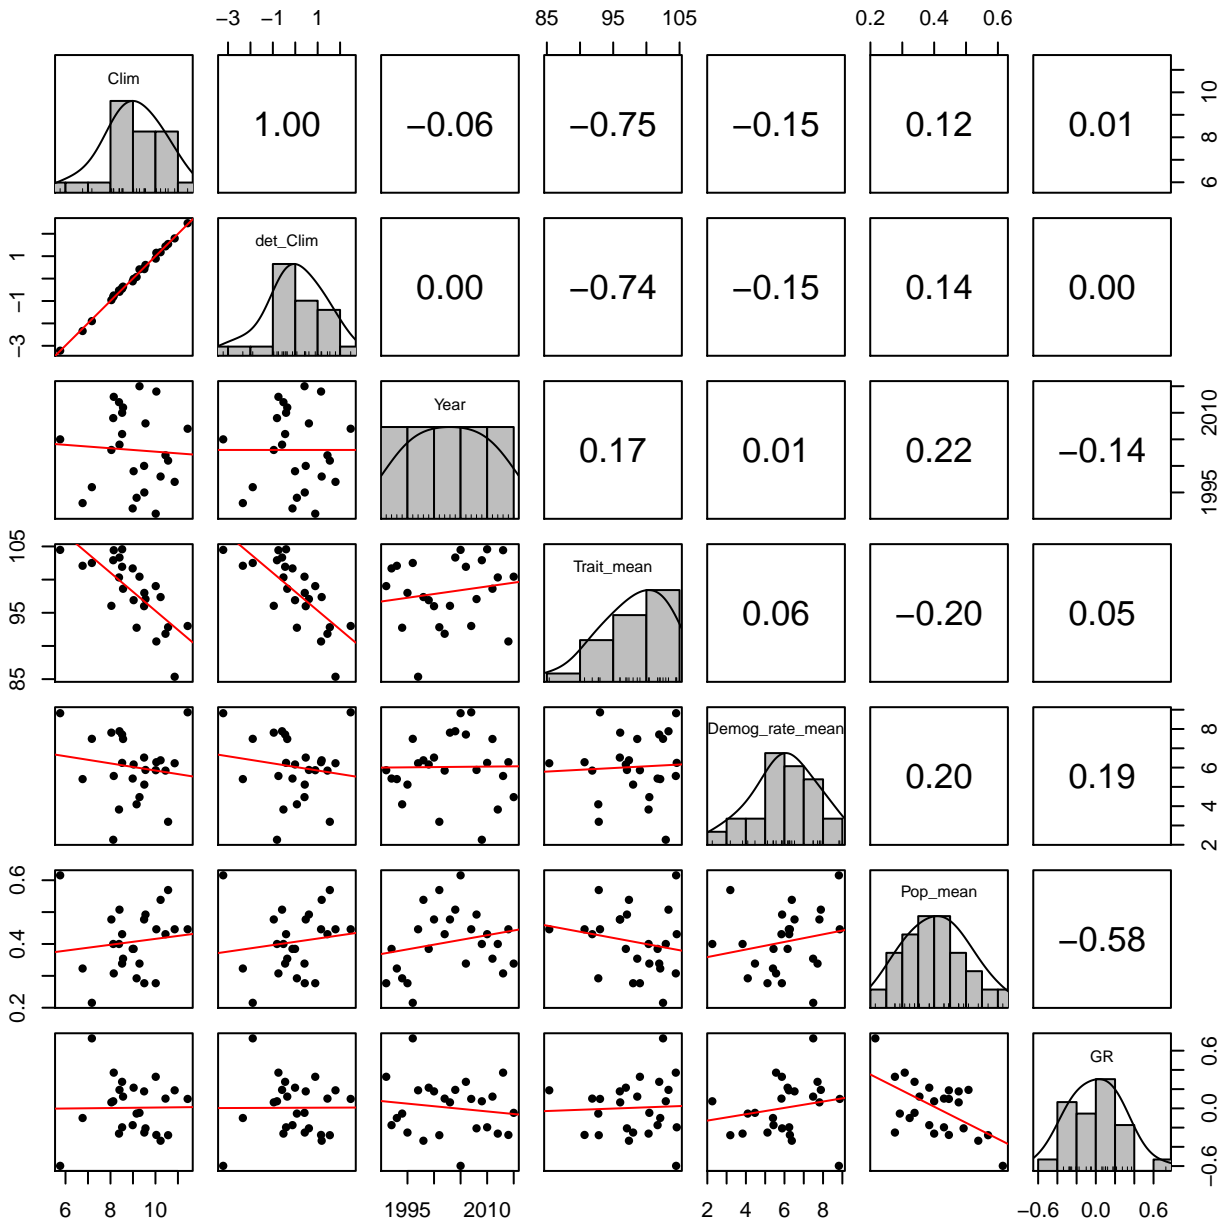 −3 −1 1 85 95 105 0.2 0.4 0.6
Clim 1.00 −0.06 −0.75 −0.15 0.12 0.01 6 8 10
−3 −1 1 det_Clim 0.00 −0.74 −0.15 0.14 0.00
Year 0.17 0.01 0.22 −0.14 1995 2010
85 95 105 Trait_mean 0.06 −0.20 0.05
Demog_rate_mean 0.20 0.19 2 4 6 8
0.2 0.4 0.6 Pop_mean −0.58
GR −0.6 0.0 0.6
6 8 10 1995 2010 2 4 6 8 −0.6 0.0 0.6